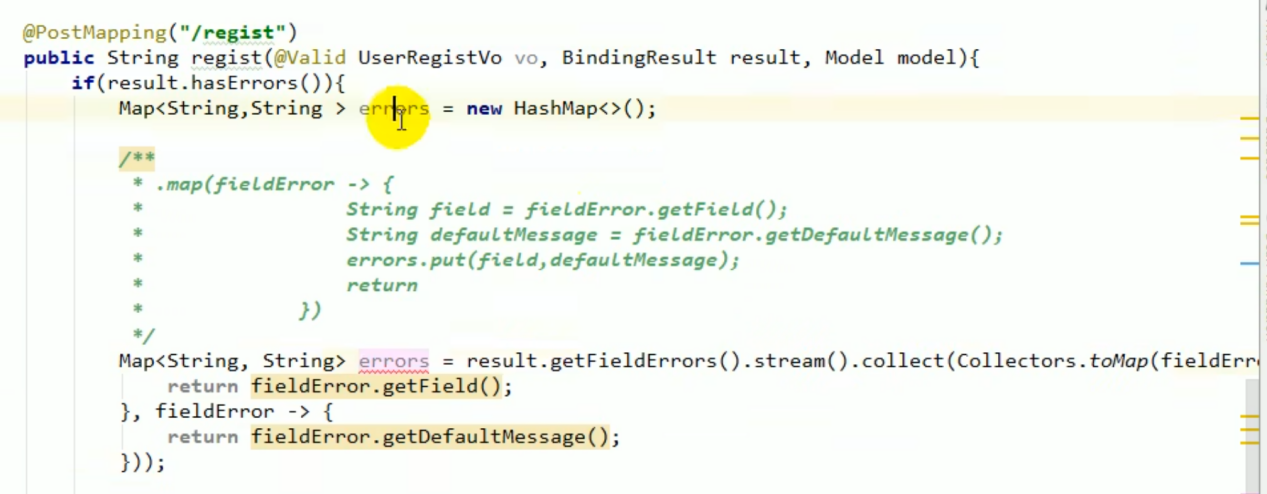 @PostMapping("/regist")
public String regist(@Valid UserRegistVo vo, BindingResult result, Model model){
if(result.hasErrors()){
Map<String,String > errors = new HashMap<>();
/**
* .map(fieldError -> {
* String field = fieldError.getField();
* String defaultMessage = fieldError.getDefaultMessage();
* errors.put(field,defaultMessage);
* return
* })
*/
Map<String, String> errors = result.getFieldErrors().stream().collect(Collectors.toMap(fieldErr
return fieldError.getField();
}, fieldError -> {
return fieldError.getDefaultMessage();
}));